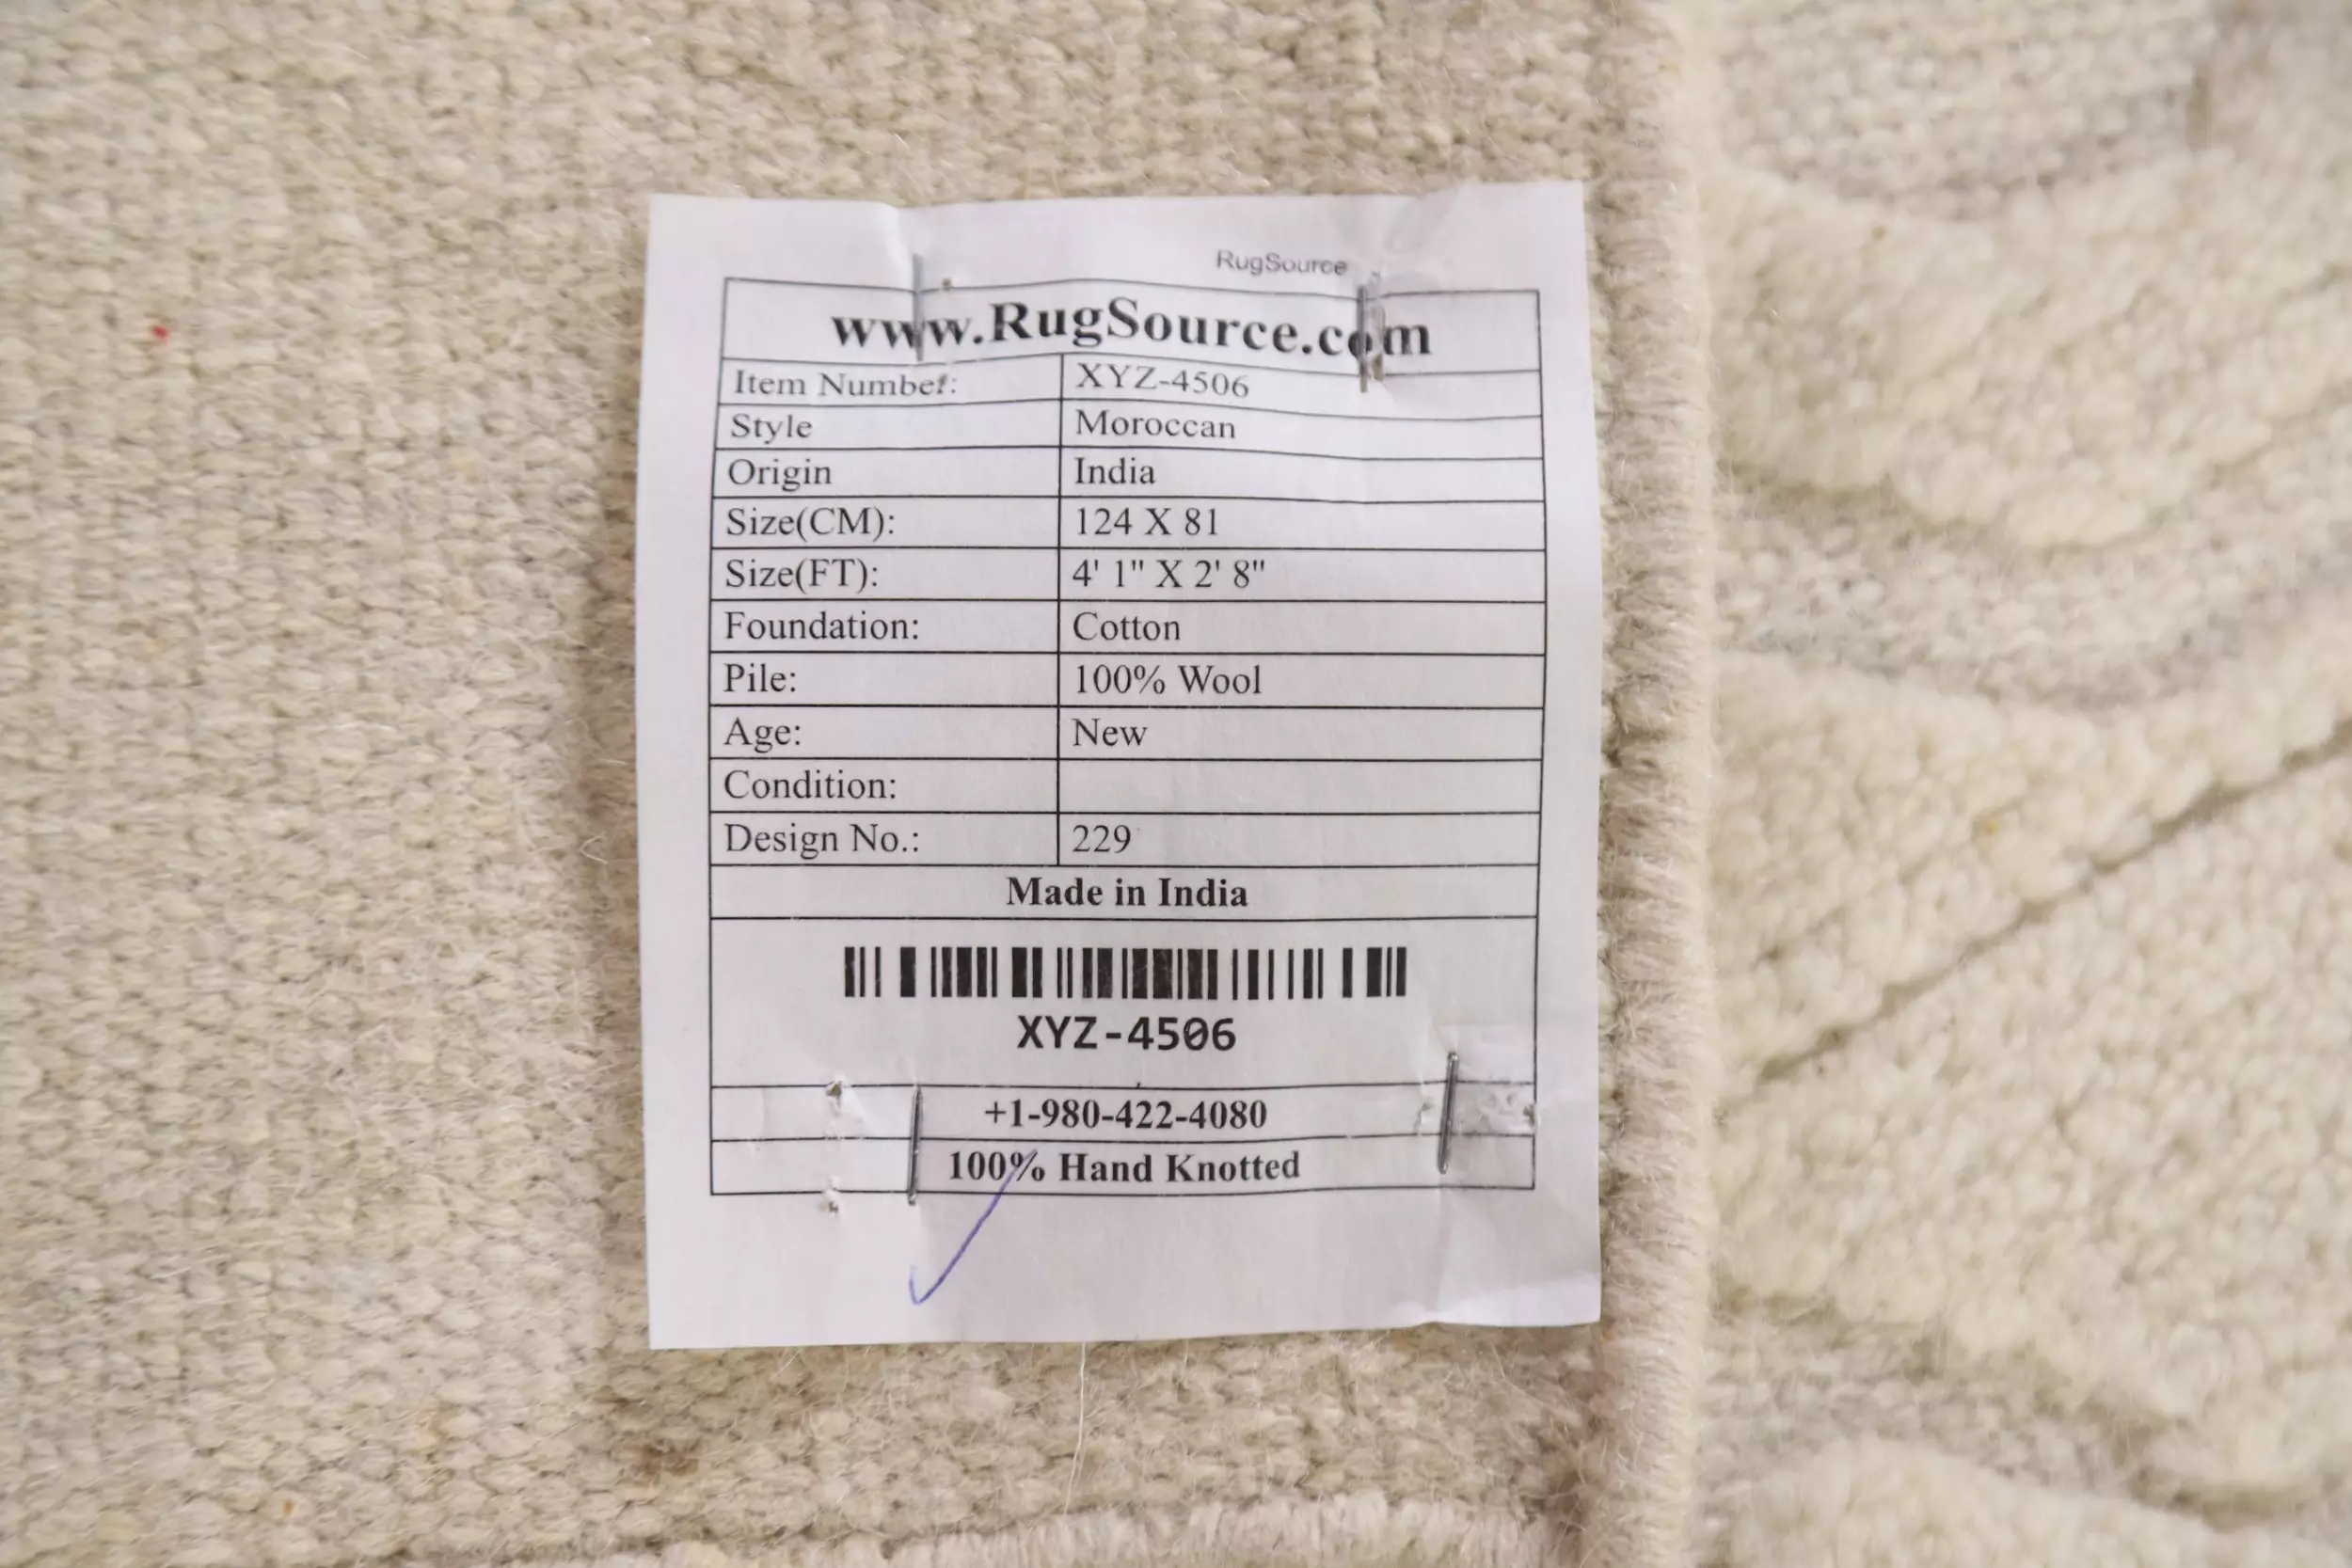 RugSource
www.RugSource.com
Item Number: XYZ-4506
Style Moroccan
Origin India
Size(CM): 124 X 81
Size(FT): 4' 1" X 2' 8"
Foundation: Cotton
Pile: 100% Wool
Age: New
Condition:
Design No.: 229
Made in India
XYZ-4506
+1-980-422-4080
100% Hand Knotted